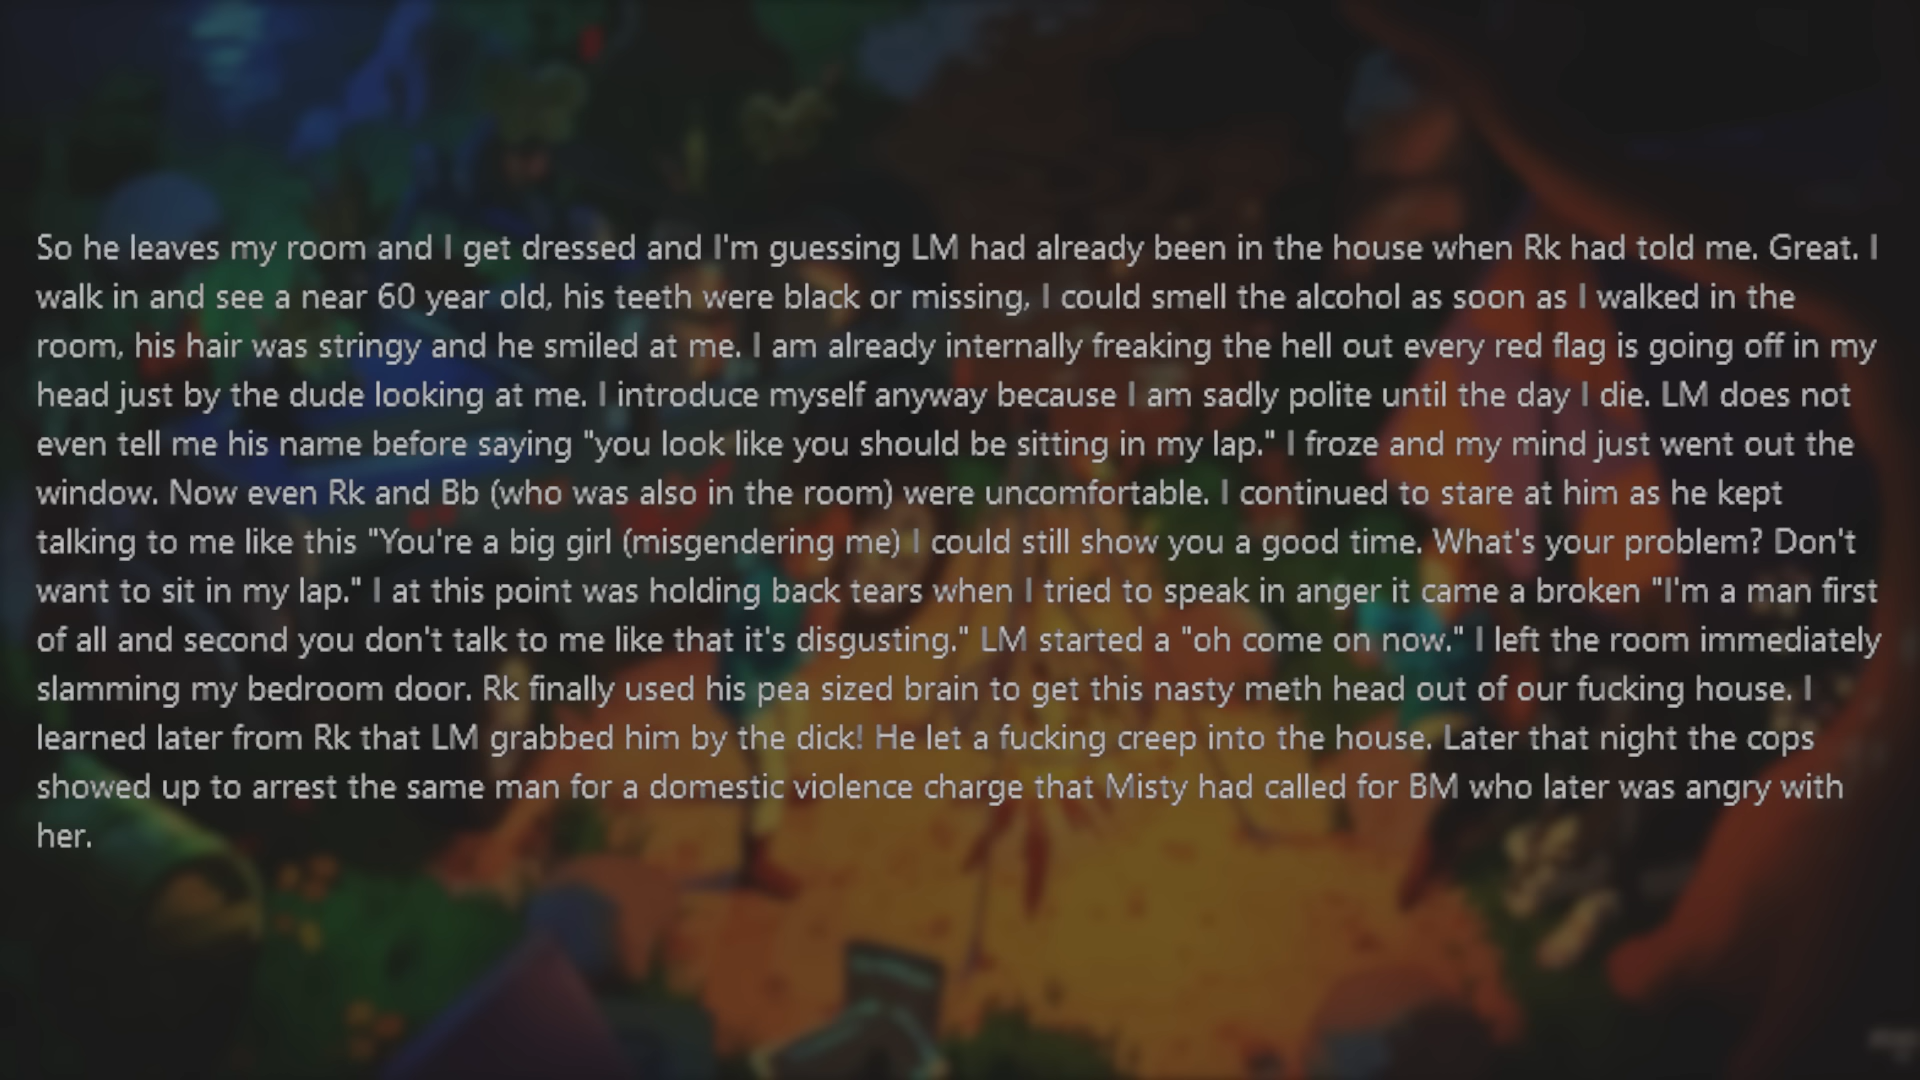 So he leaves my room and I get dressed and I'm guessing LM had already been in the house when Rk had told me. Great. I
walk in and see a near 60 year old, his teeth were black or missing, I could smell the alcohol as soon as I walked in the
room, his hair was stringy and he smiled at me. I am already internally freaking the hell out every red flag is going off in my
head just by the dude looking at me. I introduce myself anyway because I am sadly polite until the day I die. LM does not
even tell me his name before saying "you look like you should be sitting in my lap." I froze and my mind just went out the
window. Now even Rk and Bb (who was also in the room) were uncomfortable. I continued to stare at him as he kept
talking to me like this "You're a big girl (misgendering me) I could still show you a good time. What's your problem? Don't
want to sit in my lap." I at this point was holding back tears when I tried to speak in anger it came a broken "I'm a man first
of all and second you don't talk to me like that it's disgusting." LM started a "oh come on now." I left the room immediately
slamming my bedroom door. Rk finally used his pea sized brain to get this nasty meth head out of our fucking house. I
learned later from Rk that LM grabbed him by the dick! He let a fucking creep into the house. Later that night the cops
showed up to arrest the same man for a domestic violence charge that Misty had called for BM who later was angry with
her.